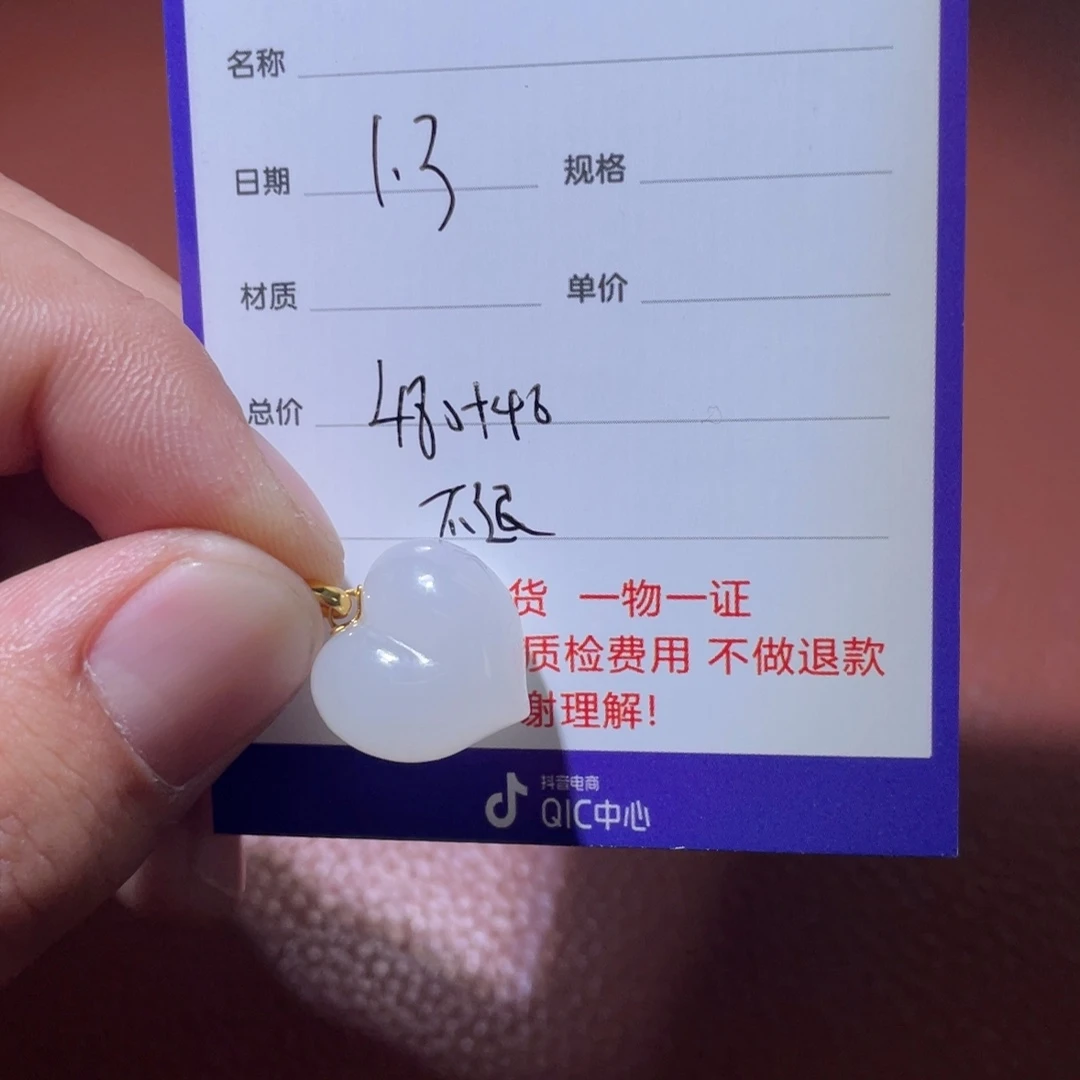 名称
日期 1.3 规格
材质 单价
总价 480+46
不退
货 一物一证
质检费用 不做退款
谢理解!
抖音电商
QIC中心